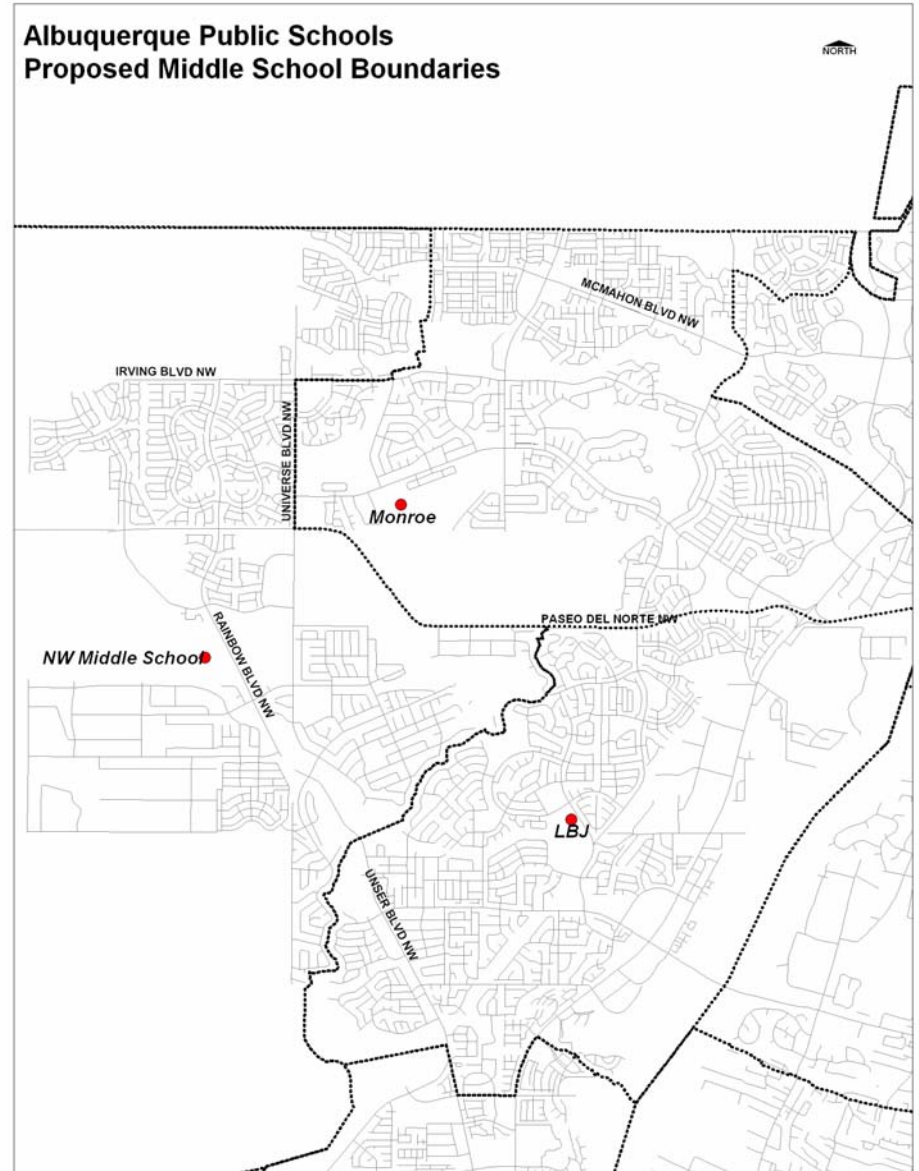 Albuquerque Public Schools
Proposed Middle School Boundaries
NORTH
MCMAHON BLVD NW
IRVING BLVD NW
UNIVERSE BLVD NW
Monroe
PASEO DEL NORTE NW
RAINBOW BLVD NW
NW Middle School
LBJ
UNSER BLVD NW